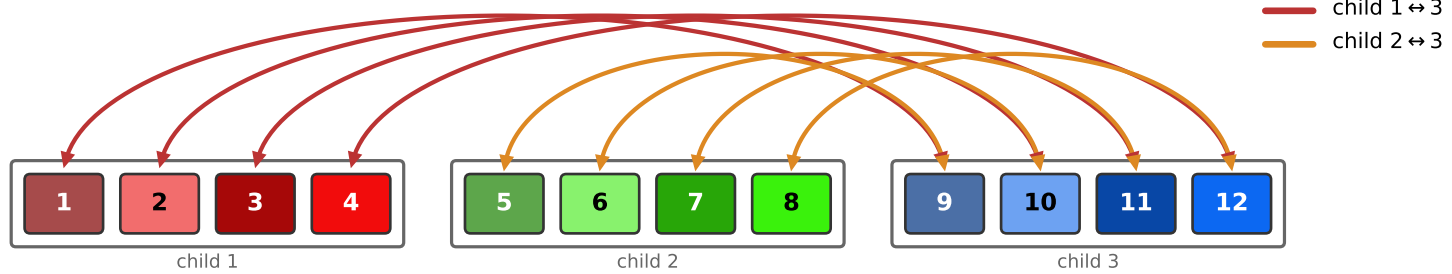 child 1↔3
child 2↔3
1 2 3 4 5 6 7 8 9 10 11 12
child 1 child 2 child 3